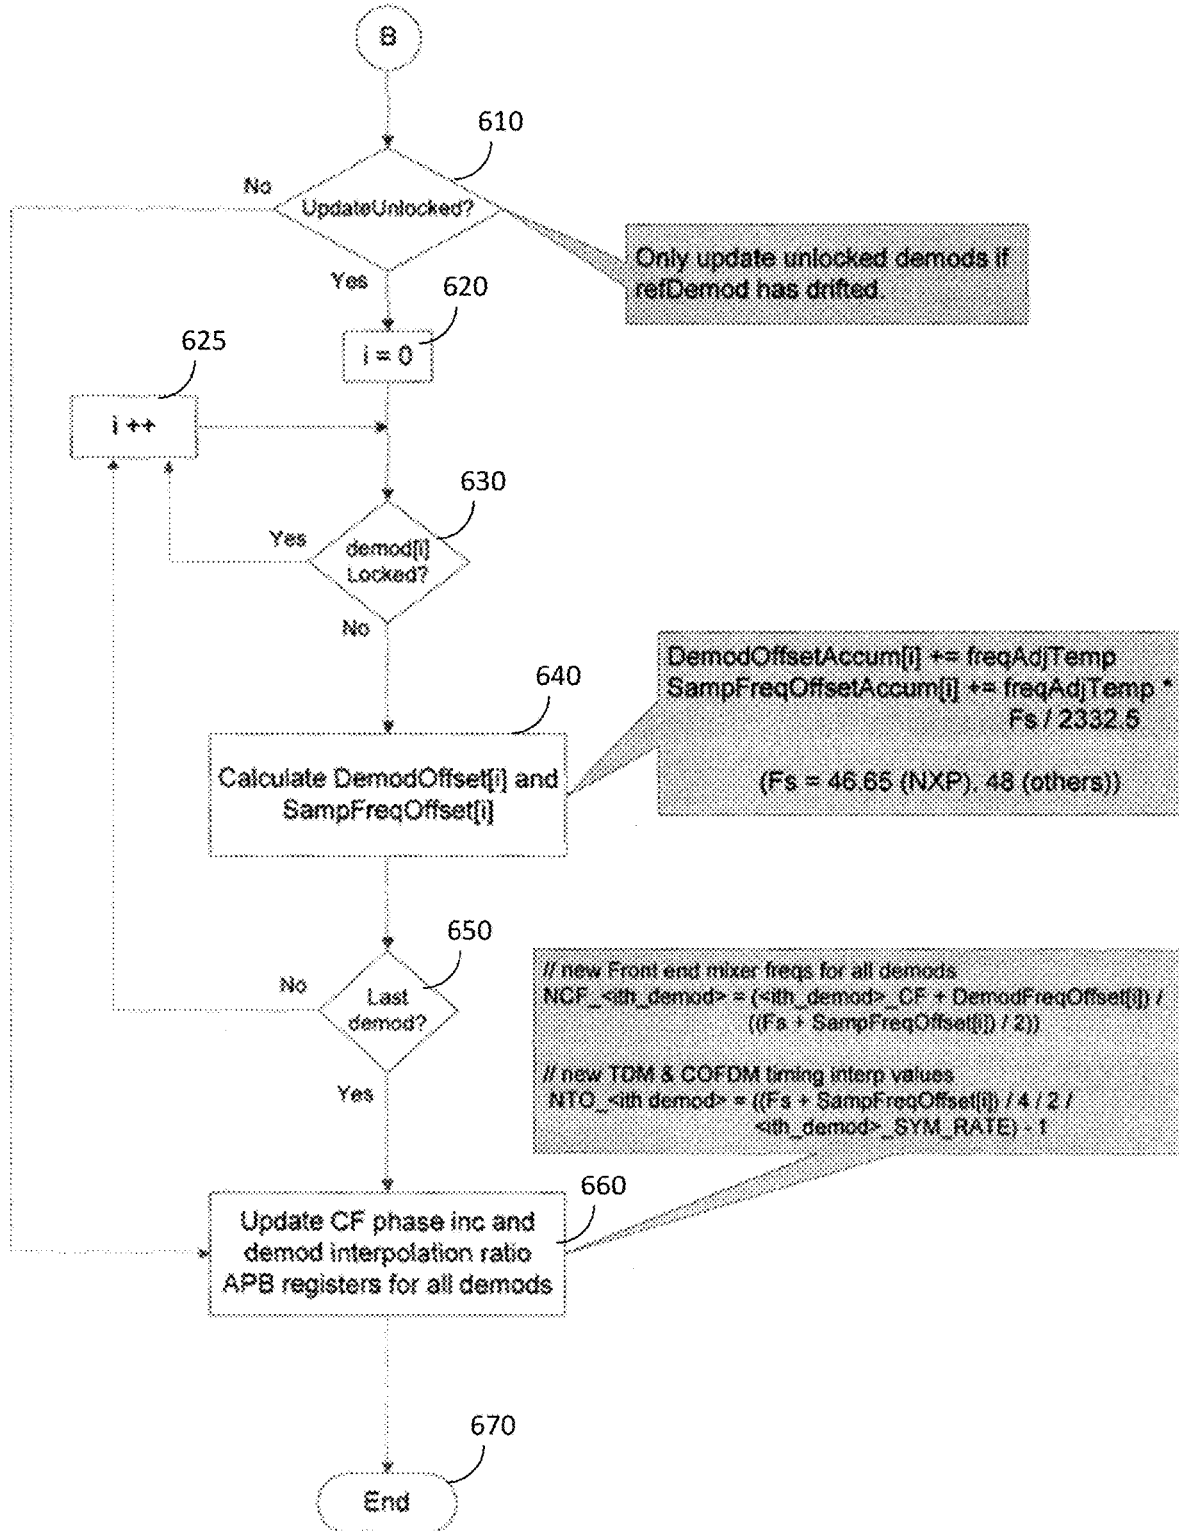 B
610
No
UpdateUnlocked?
Only update unlocked demods if
refDemod has drifted.
Yes
620
i = 0
625
i ++
630
Yes
demod[i]
Locked?
No
DemodOffsetAccum[i] += freqAdjTemp
SampFreqOffsetAccum[i] += freqAdjTemp *
Fs / 2332.5
(Fs = 46.65 (NXP), 48 (others))
640
Calculate DemodOffset[i] and
SampFreqOffset[i]
650
No
Last
demod?
Yes
// new Front end mixer freqs for all demods
NCF_<ith_demod> = (<ith_demod>_CF + DemodFreqOffset[i]) /
((Fs + SampFreqOffset[i]) / 2))
// new TDM & COFDM timing interp values
NTO_<ith demod> = ((Fs + SampFreqOffset[i]) / 4 / 2 /
<ith_demod>_SYM_RATE) - 1
660
Update CF phase inc and
demod interpolation ratio
APB registers for all demods
670
End